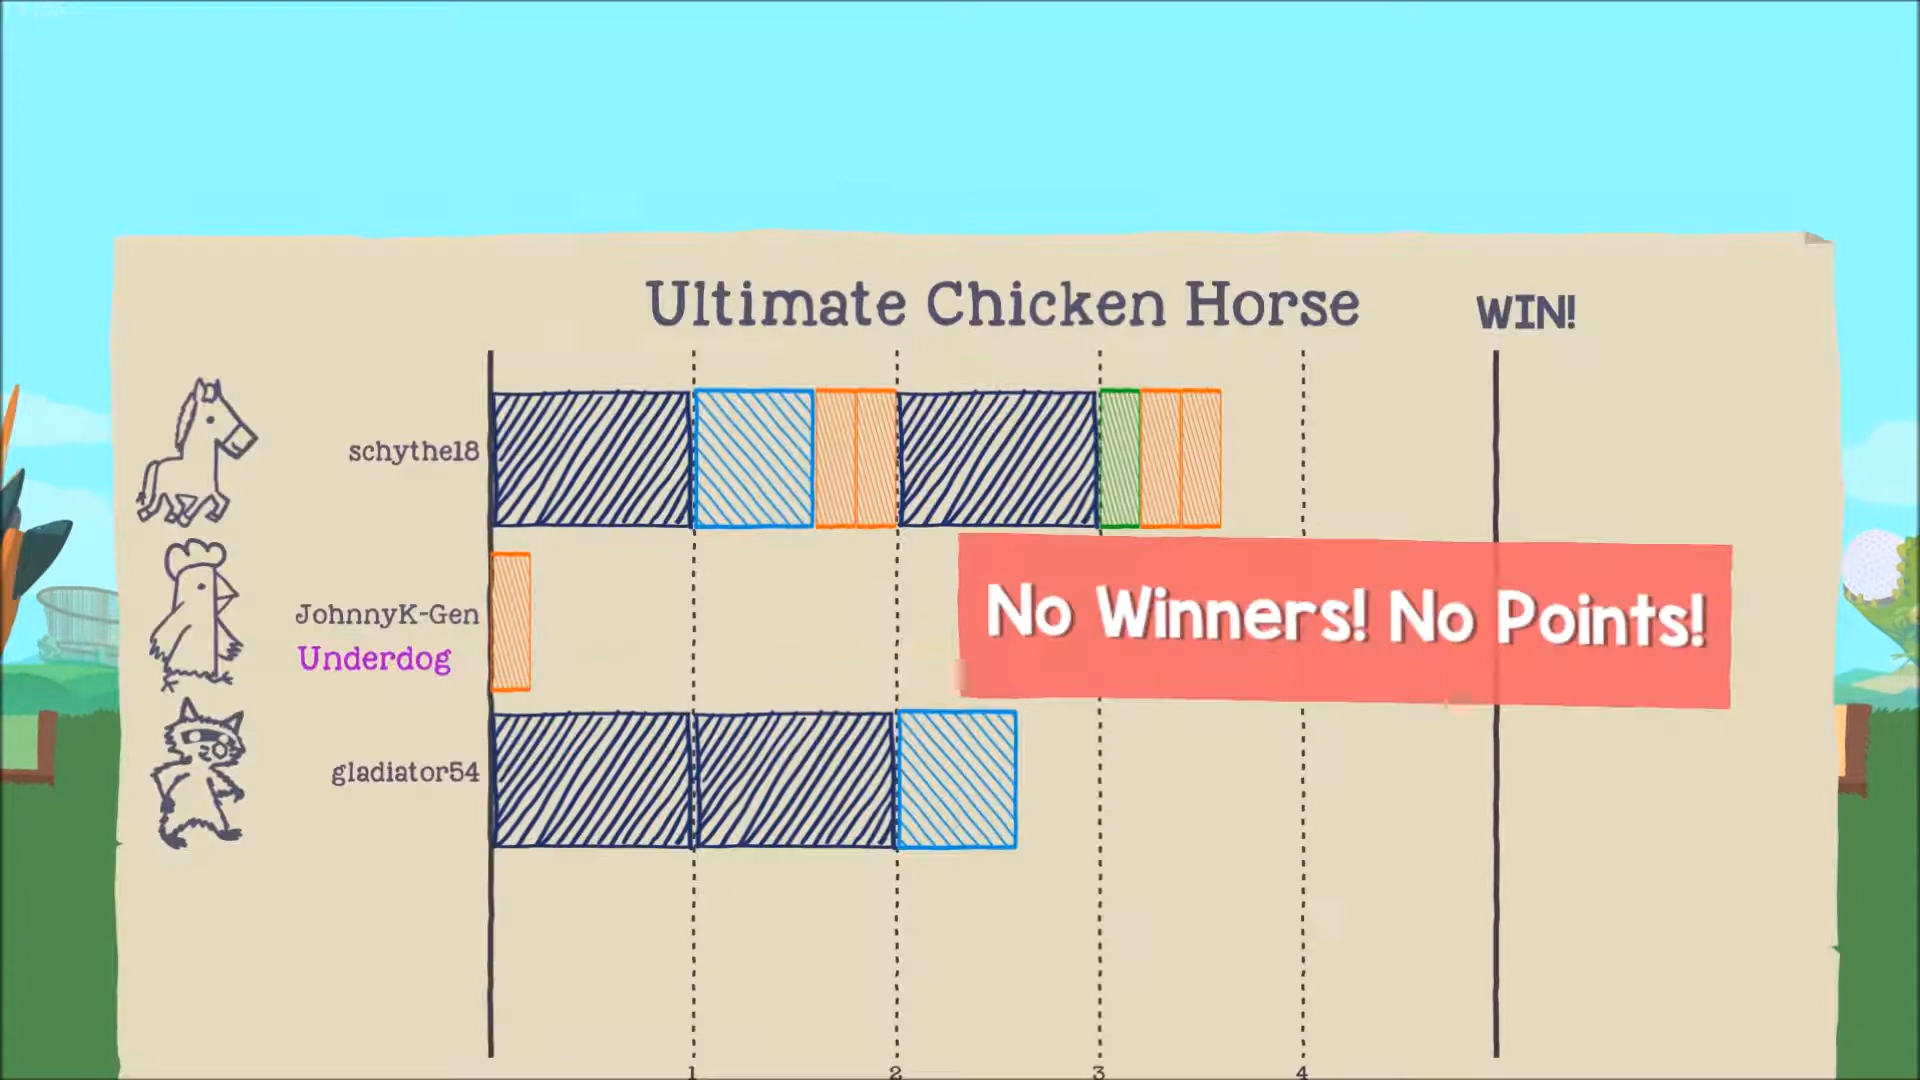 Ultimate Chicken Horse
WIN!
schythe18
JohnnyK-Gen
Underdog
No Winners! No Points!
gladiator54
1 2 3 4